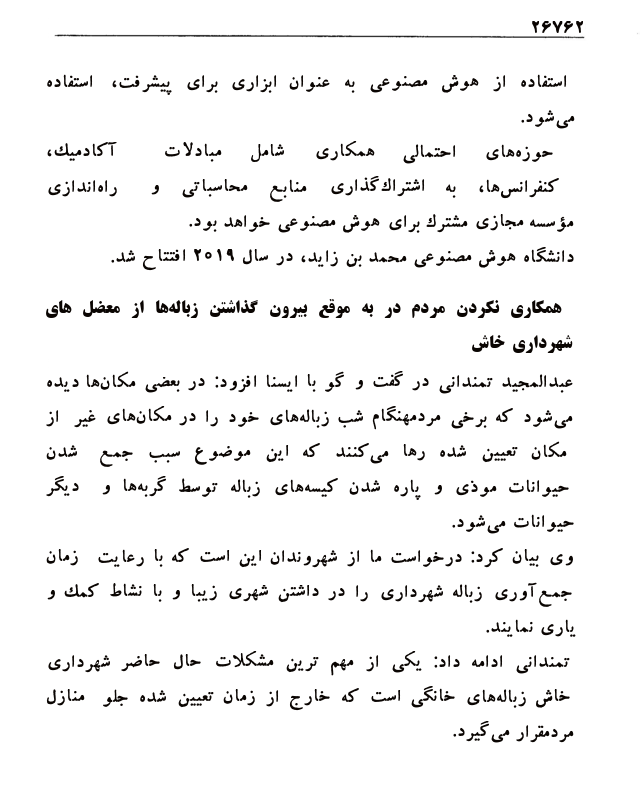 ۲۶۷۶۲
استفاده از هوش مصنوعی به عنوان ابزاری برای پیشرفت، استفاده
می‌شود.
حوزه‌های احتمالی همکاری شامل مبادلات آکادمیك،
کنفرانس‌ها، به اشتراك‌گذاری منابع محاسباتی و راه‌اندازی
مؤسسه مجازی مشترك برای هوش مصنوعی خواهد بود.
دانشگاه هوش مصنوعی محمد بن زاید، در سال ۲۰۱۹ افتتاح شد.
همکاری نکردن مردم در به موقع بیرون گذاشتن زباله‌ها از معضل های
شهرداری خاش
عبدالمجید تمندانی در گفت و گو با ایسنا افزود: در بعضی مکان‌ها دیده
می‌شود که برخی مردمهنگام شب زباله‌های خود را در مکان‌های غیر از
مکان تعیین شده رها می‌کنند که این موضوع سبب جمع شدن
حیوانات موذی و پاره شدن کیسه‌های زباله توسط گربه‌ها و دیگر
حیوانات می‌شود.
وی بیان کرد: درخواست ما از شهروندان این است که با رعایت زمان
جمع‌آوری زباله شهرداری را در داشتن شهری زیبا و با نشاط کمك و
یاری نمایند.
تمندانی ادامه داد: یکی از مهم ترین مشکلات حال حاضر شهرداری
خاش زباله‌های خانگی است که خارج از زمان تعیین شده جلو منازل
مردمقرار می‌گیرد.